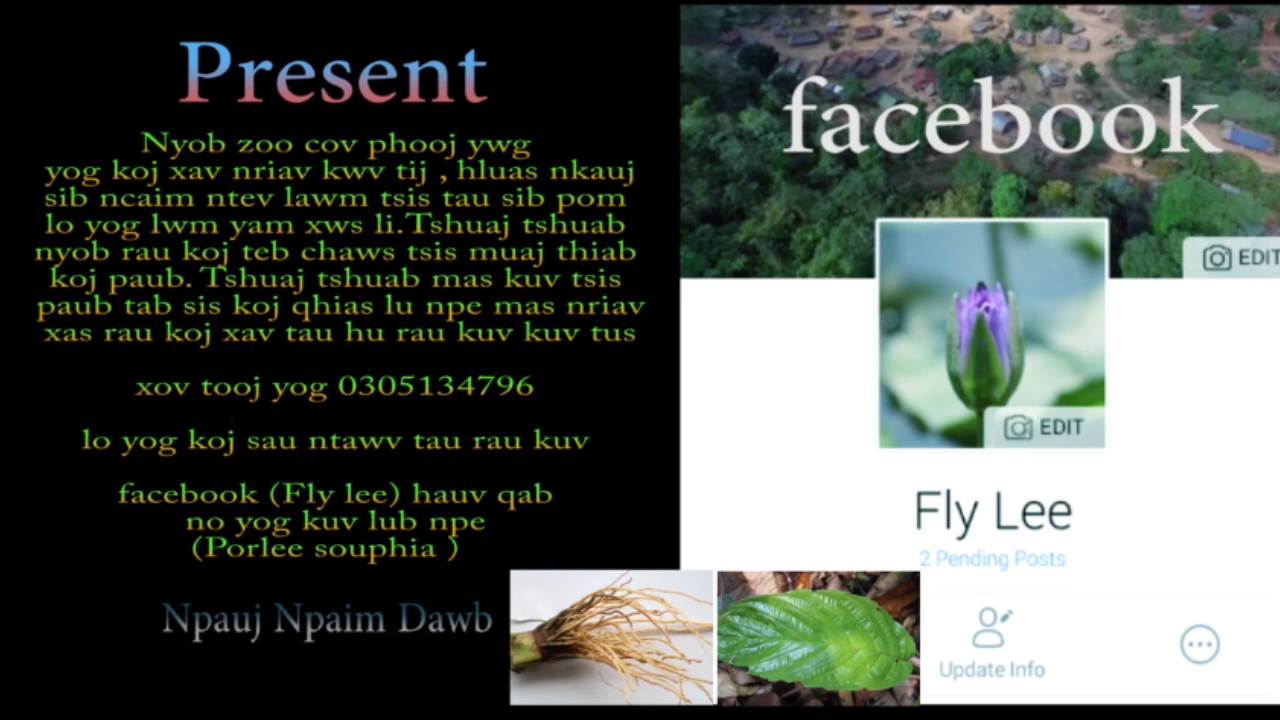 Present
Nyob zoo cov phooj ywg
yog koj xav nriav kwv tij , hluas nkauj
sib ncaim ntev lawm tsis tau sib pom
lo yog lwm yam xws li.Tshuaj tshuab
nyob rau koj teb chaws tsis muaj thiab
koj paub. Tshuaj tshuab mas kuv tsis
paub tab sis koj qhias lu npe mas nriav
xas rau koj xav tau hu rau kuv kuv tus
xov tooj yog 0305134796
lo yog koj sau ntawv tau rau kuv
facebook (Fly lee) hauv qab
no yog kuv lub npe
(Porlee souphia )
Npauj Npaim Dawb
facebook
EDIT
EDIT
Fly Lee
2 Pending Posts
Update Info